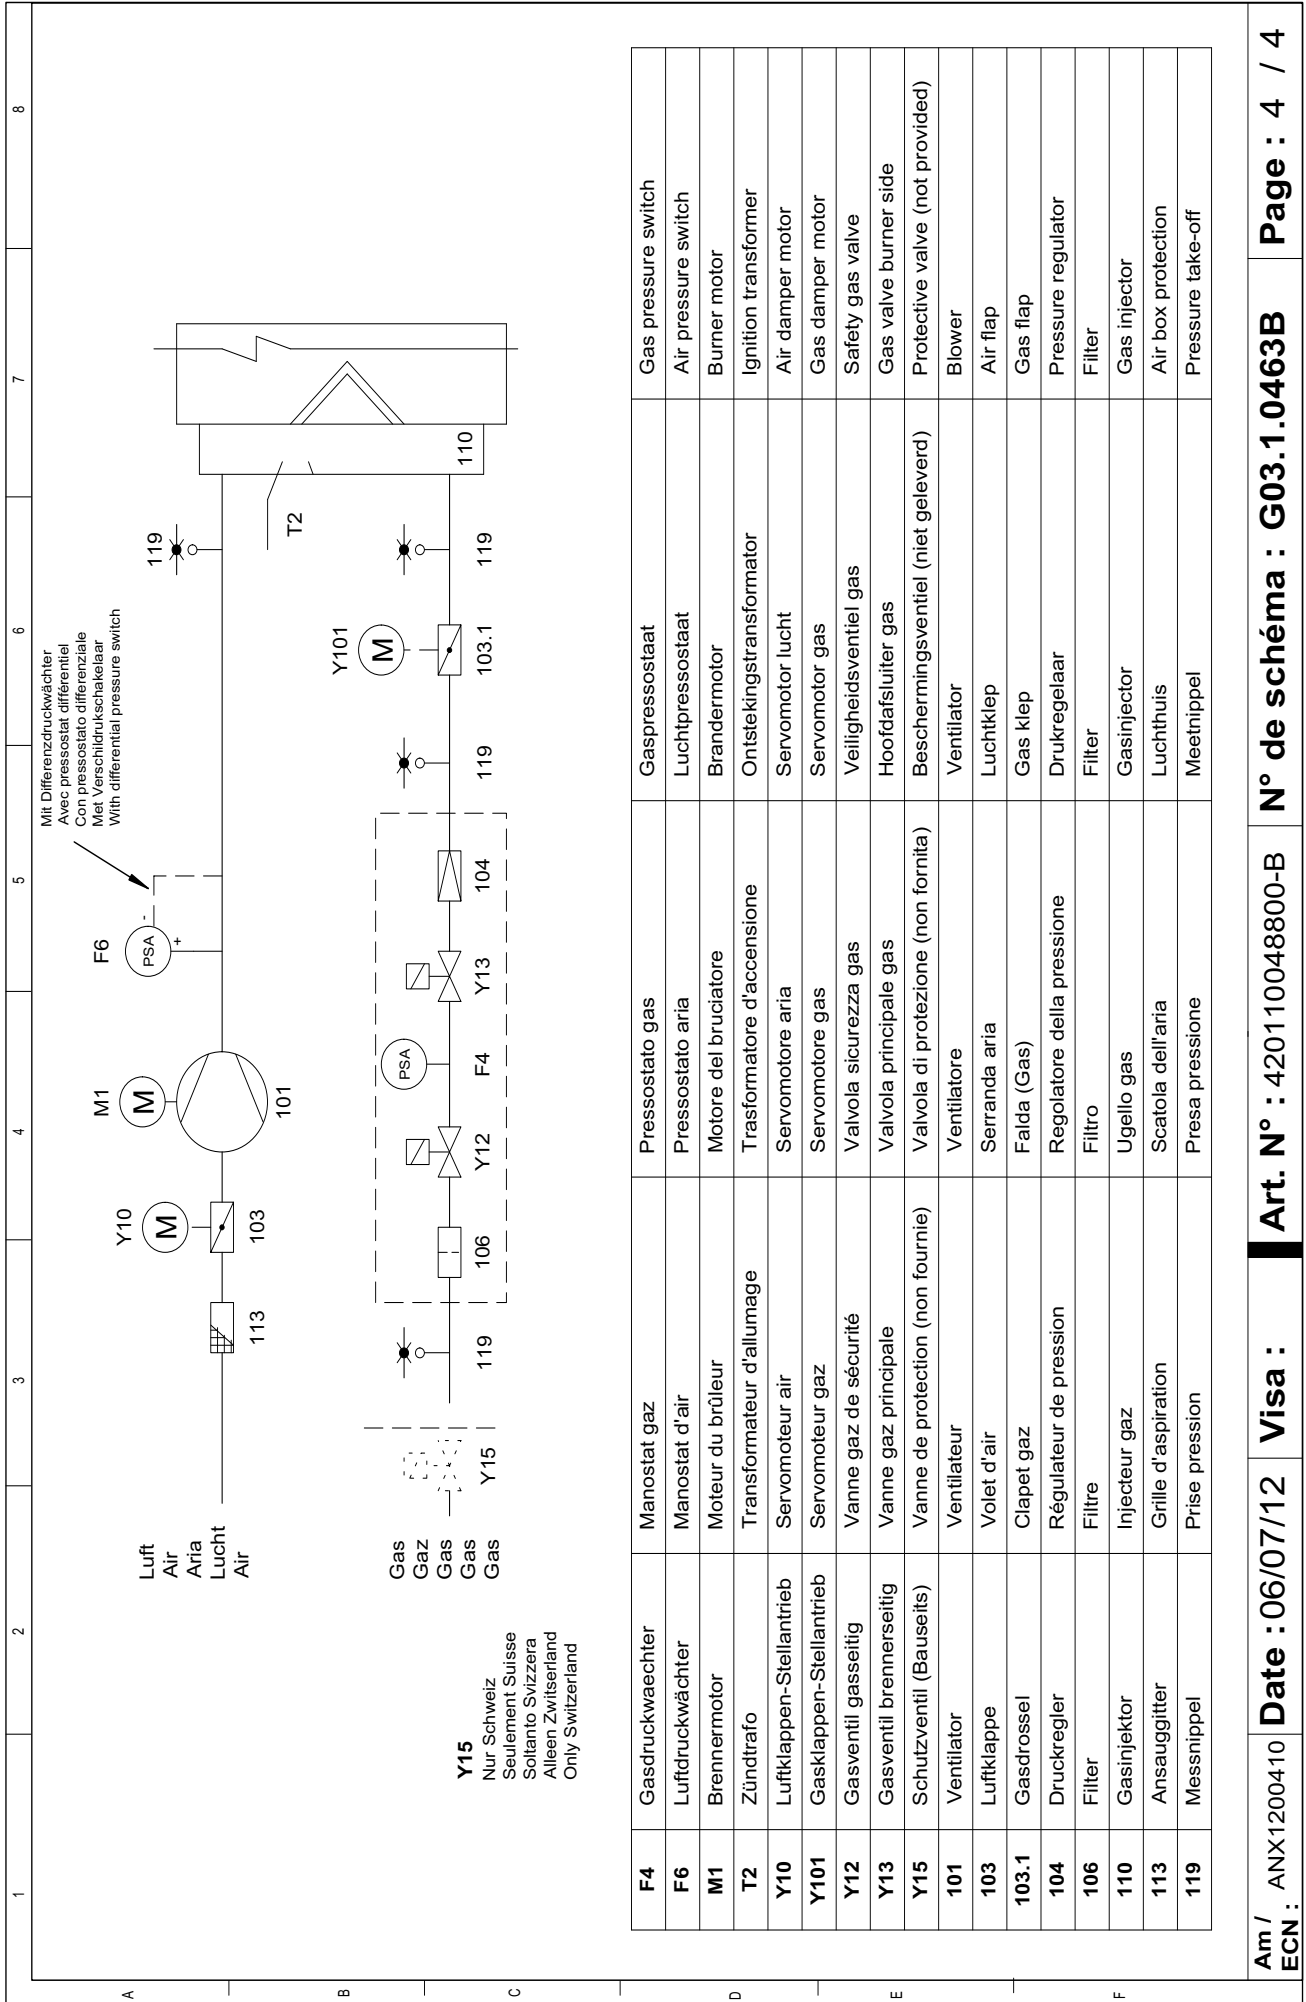 1 2 3 4 5 6 7 8
A
B
C
D
E
F
Mit Differenzdruckwächter
Avec pressostat différentiel
Con pressostato differenziale
Met Verschildrukschakelaar
With differential pressure switch
Luft
Air
Aria
Lucht
Air
113
Y10
M
103
M1
M
101
F6
PSA
+
-
119
T2
110
Gas
Gaz
Gas
Gas
Gas
Y15
119
106
Y12
PSA
F4
Y13
104
119
Y101
M
103.1
119
Y15
Nur Schweiz
Seulement Suisse
Soltanto Svizzera
Alleen Zwitserland
Only Switzerland
F4 Gasdruckwaechter Manostat gaz Pressostato gas Gaspressostaat Gas pressure switch
F6 Luftdruckwächter Manostat d'air Pressostato aria Luchtpressostaat Air pressure switch
M1 Brennermotor Moteur du brûleur Motore del bruciatore Brandermotor Burner motor
T2 Zündtrafo Transformateur d'allumage Trasformatore d'accensione Ontstekingstransformator Ignition transformer
Y10 Luftklappen-Stellantrieb Servomoteur air Servomotore aria Servomotor lucht Air damper motor
Y101 Gasklappen-Stellantrieb Servomoteur gaz Servomotore gas Servomotor gas Gas damper motor
Y12 Gasventil gasseitig Vanne gaz de sécurité Valvola sicurezza gas Veiligheidsventiel gas Safety gas valve
Y13 Gasventil brennerseitig Vanne gaz principale Valvola principale gas Hoofdafsluiter gas Gas valve burner side
Y15 Schutzventil (Bauseits) Vanne de protection (non fournie) Valvola di protezione (non fornita) Beschermingsventiel (niet geleverd) Protective valve (not provided)
101 Ventilator Ventilateur Ventilatore Ventilator Blower
103 Luftklappe Volet d'air Serranda aria Luchtklep Air flap
103.1 Gasdrossel Clapet gaz Falda (Gas) Gas klep Gas flap
104 Druckregler Régulateur de pression Regolatore della pressione Drukregelaar Pressure regulator
106 Filter Filtre Filtro Filter Filter
110 Gasinjektor Injecteur gaz Ugello gas Gasinjector Gas injector
113 Ansauggitter Grille d'aspiration Scatola dell'aria Luchthuis Air box protection
119 Messnippel Prise pression Presa pressione Meetnippel Pressure take-off
Am / ECN : ANX1200410 Date : 06/07/12 Visa : Art. N° : 420110048800-B N° de schéma : G03.1.0463B Page : 4 / 4